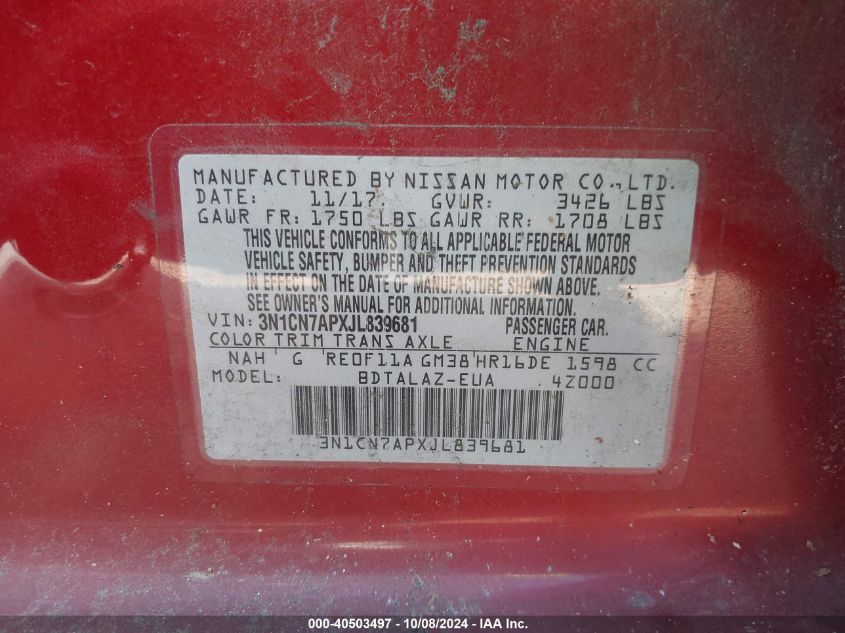 MANUFACTURED BY NISSAN MOTOR CO., LTD.
DATE: 11/17 GVWR: 3426 LBS
GAWR FR: 1750 LBS GAWR RR: 1708 LBS
THIS VEHICLE CONFORMS TO ALL APPLICABLE FEDERAL MOTOR
VEHICLE SAFETY, BUMPER AND THEFT PREVENTION STANDARDS
IN EFFECT ON THE DATE OF MANUFACTURE SHOWN ABOVE.
SEE OWNER'S MANUAL FOR ADDITIONAL INFORMATION.
VIN: 3N1CN7APXJL839681 PASSENGER CAR.
COLOR TRIM TRANS AXLE ENGINE
NAH G RE0F11A GM38 HR16DE 1598 CC
MODEL: BDTALAZ-EUA 4Z000
3N1CN7APXJL839681
000-40503497 - 10/08/2024 - IAA Inc.